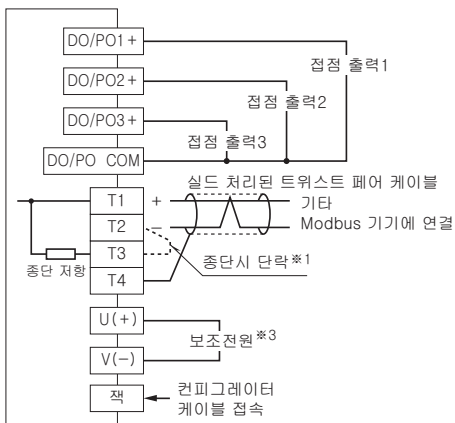 DO/PO1+
접점 출력1
DO/PO2+
접점 출력2
DO/PO3+
접점 출력3
DO/PO COM
실드 처리된 트위스트 페어 케이블
T1
+
기타
T2
−
Modbus 기기에 연결
T3
종단 저항
종단시 단락※1
T4
U(+)
보조전원※3
V(−)
잭
컨피그레이터
케이블 접속